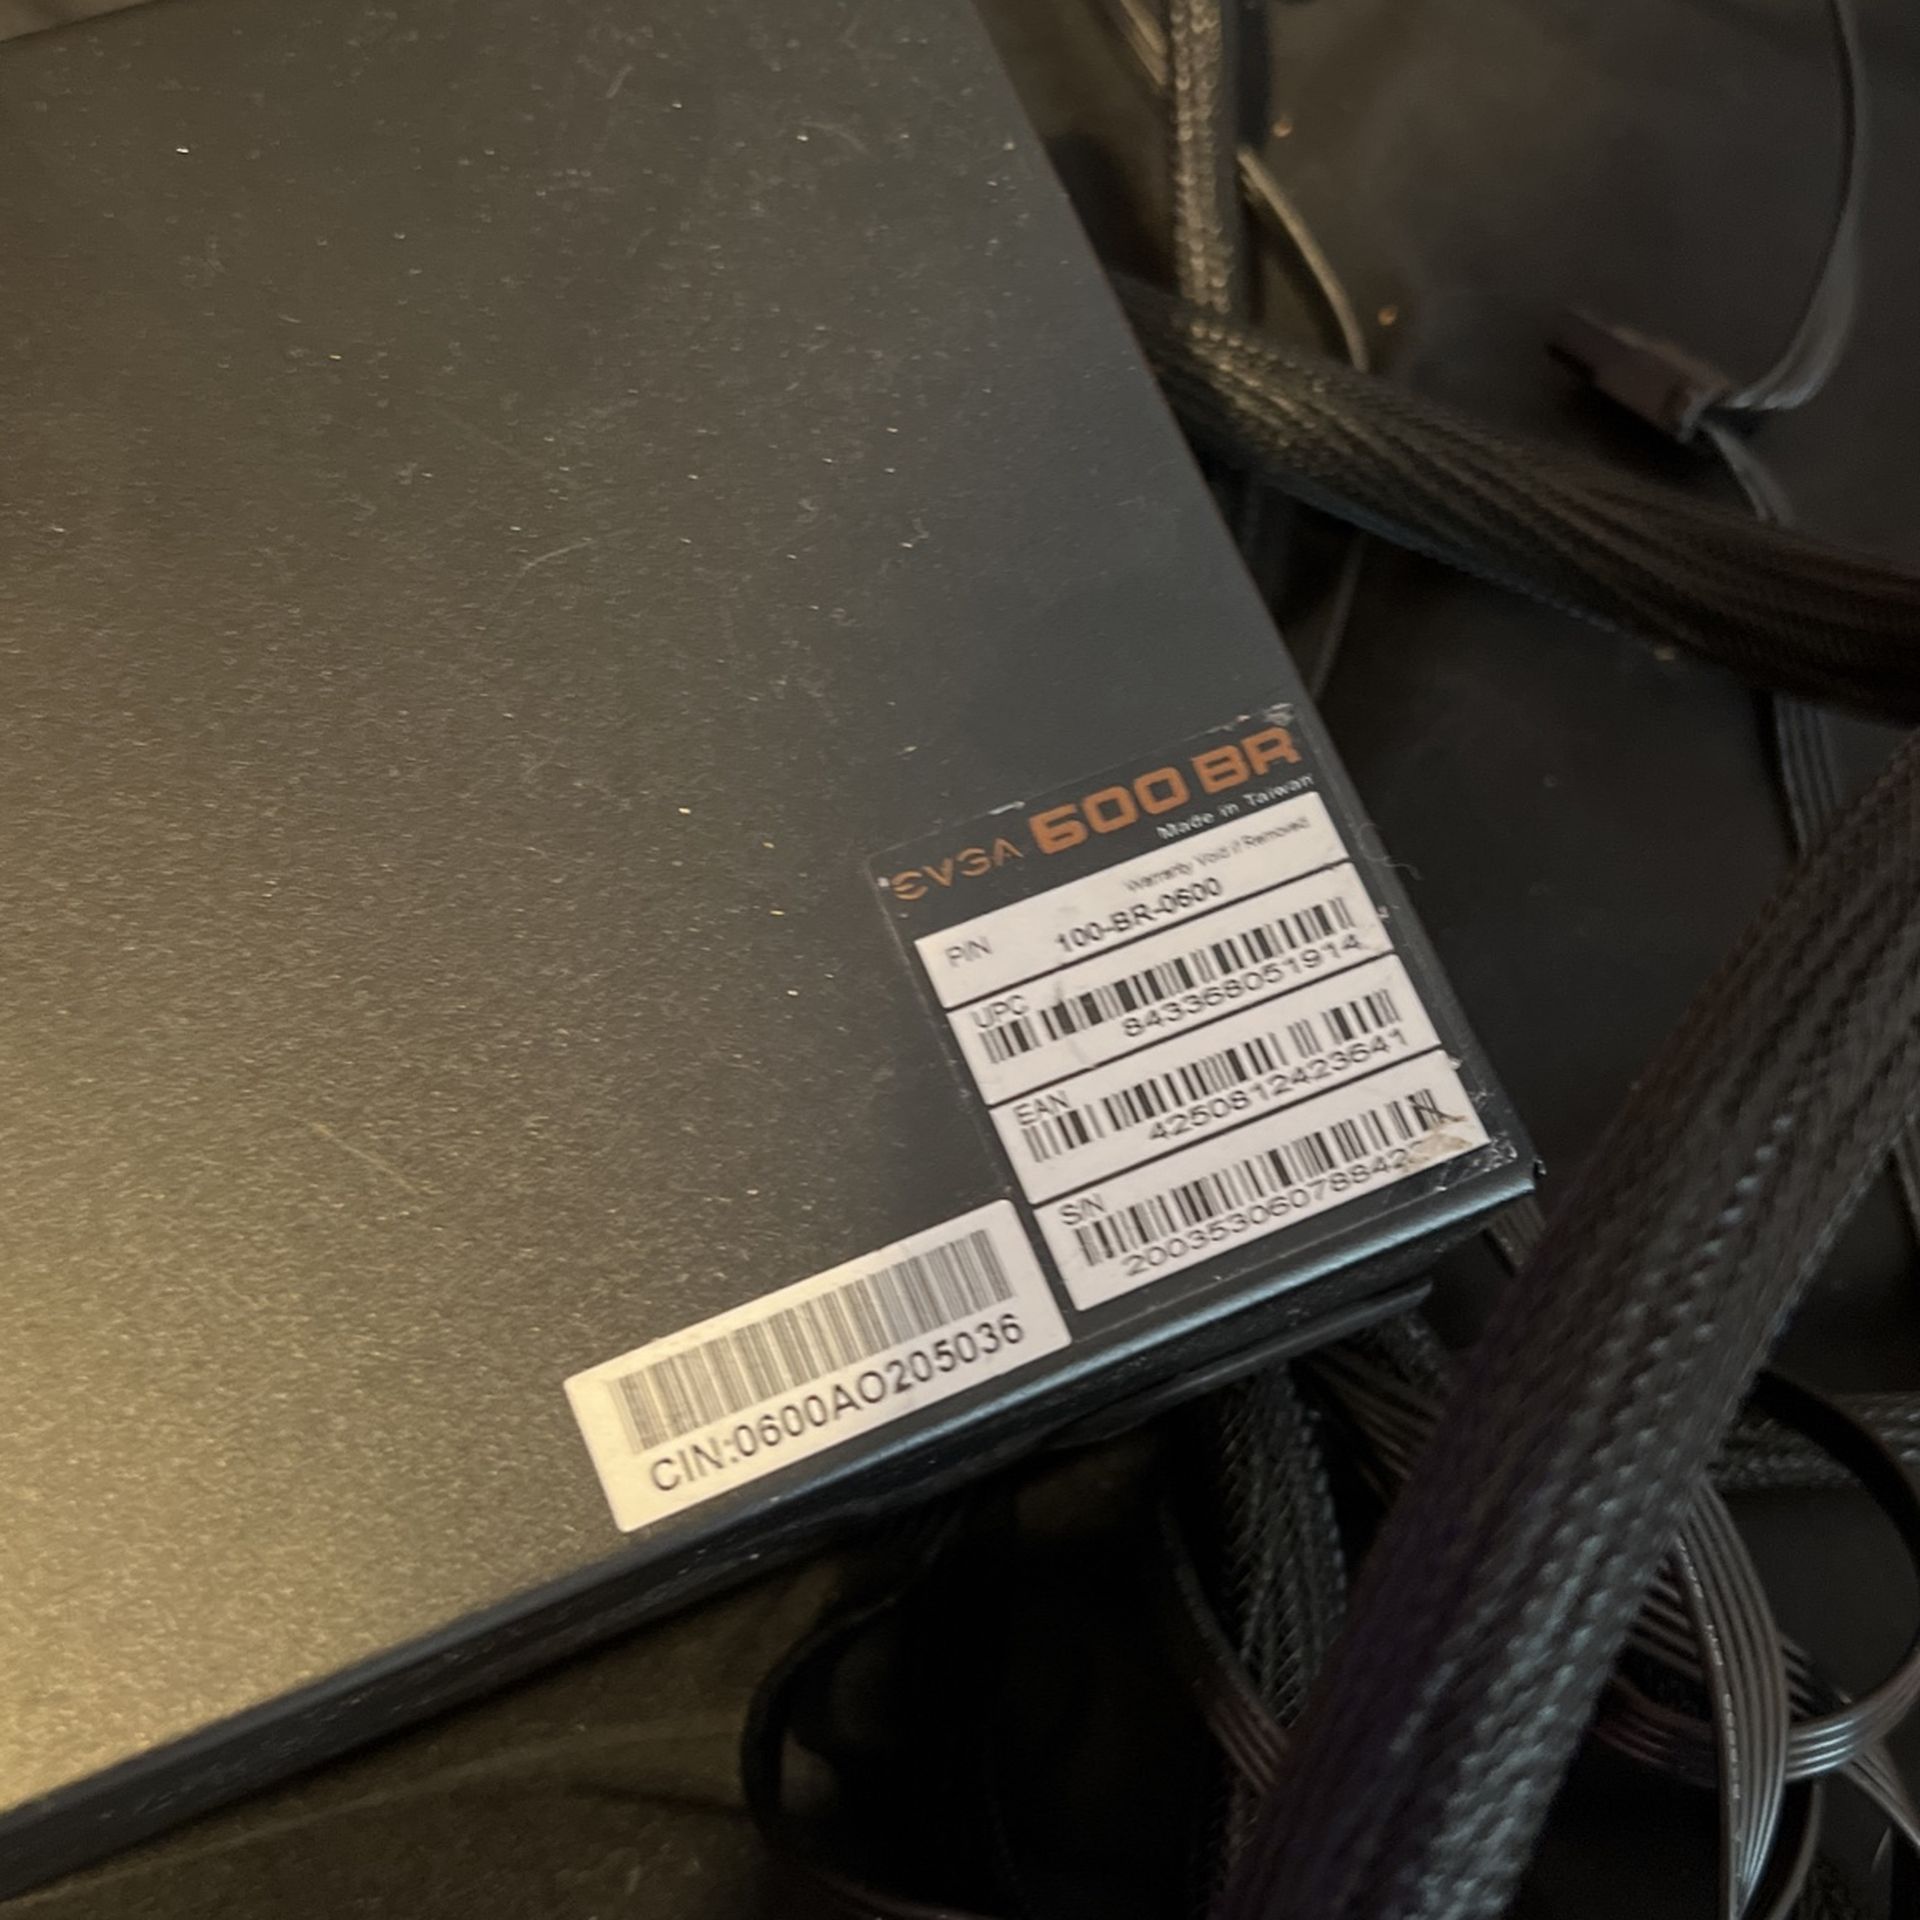 EVGA 600 BR
Made in Taiwan
Warranty Void if Removed
P/N 100-BR-0600
UPC
843368051914
EAN
4250812423641
S/N
CIN:0600AO205036